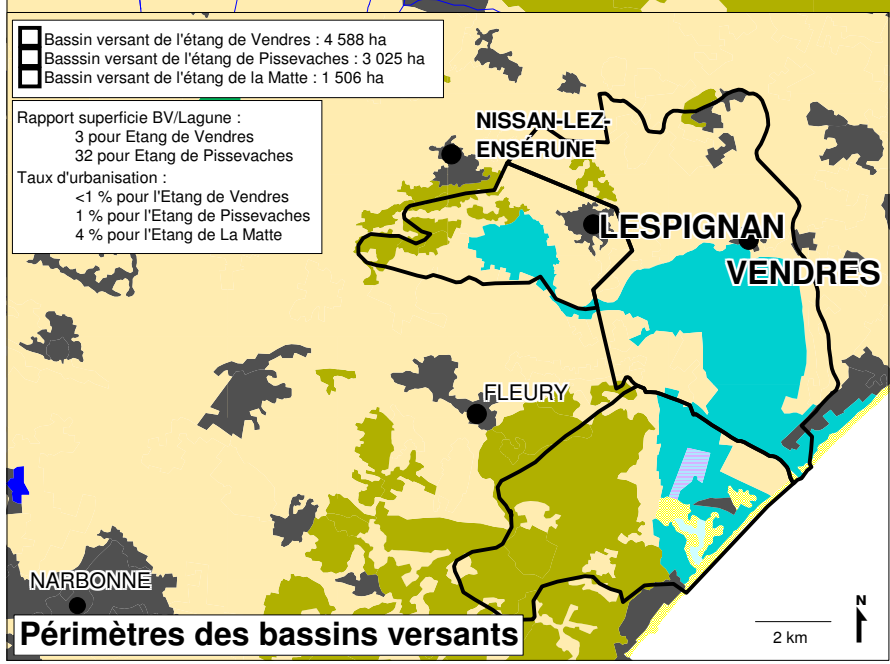 Bassin versant de l'étang de Vendres : 4 588 ha
Basssin versant de l'étang de Pissevaches : 3 025 ha
Bassin versant de l'étang de la Matte : 1 506 ha
Rapport superficie BV/Lagune :
3 pour Etang de Vendres
32 pour Etang de Pissevaches
Taux d'urbanisation :
<1 % pour l'Etang de Vendres
1 % pour l'Etang de Pissevaches
4 % pour l'Etang de La Matte
NISSAN-LEZ-
ENSÉRUNE
LESPIGNAN
VENDRES
FLEURY
NARBONNE
Périmètres des bassins versants
2 km
N